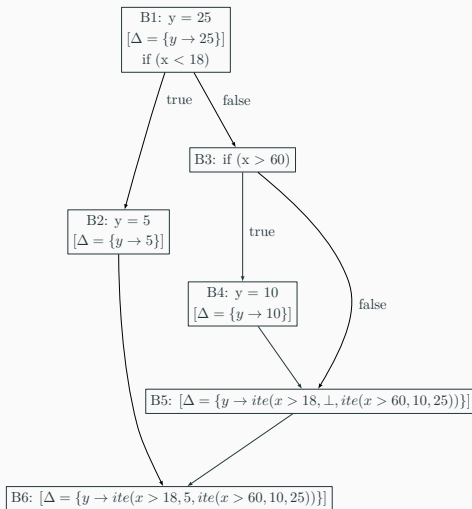 B1: y = 25
[Δ = {y → 25}]
if (x < 18)
true
false
B3: if (x > 60)
B2: y = 5
[Δ = {y → 5}]
true
B4: y = 10
[Δ = {y → 10}]
false
B5: [Δ = {y → ite(x > 18, ⊥, ite(x > 60, 10, 25))}]
B6: [Δ = {y → ite(x > 18, 5, ite(x > 60, 10, 25))}]